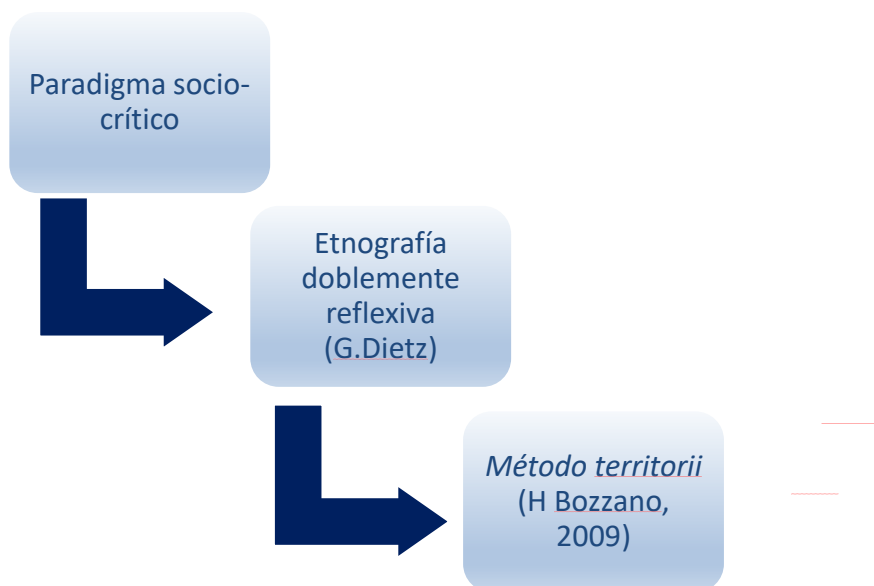 Paradigma socio-
crítico
Etnografía
doblemente
reflexiva
(G.Dietz)
Método territorii
(H Bozzano,
2009)